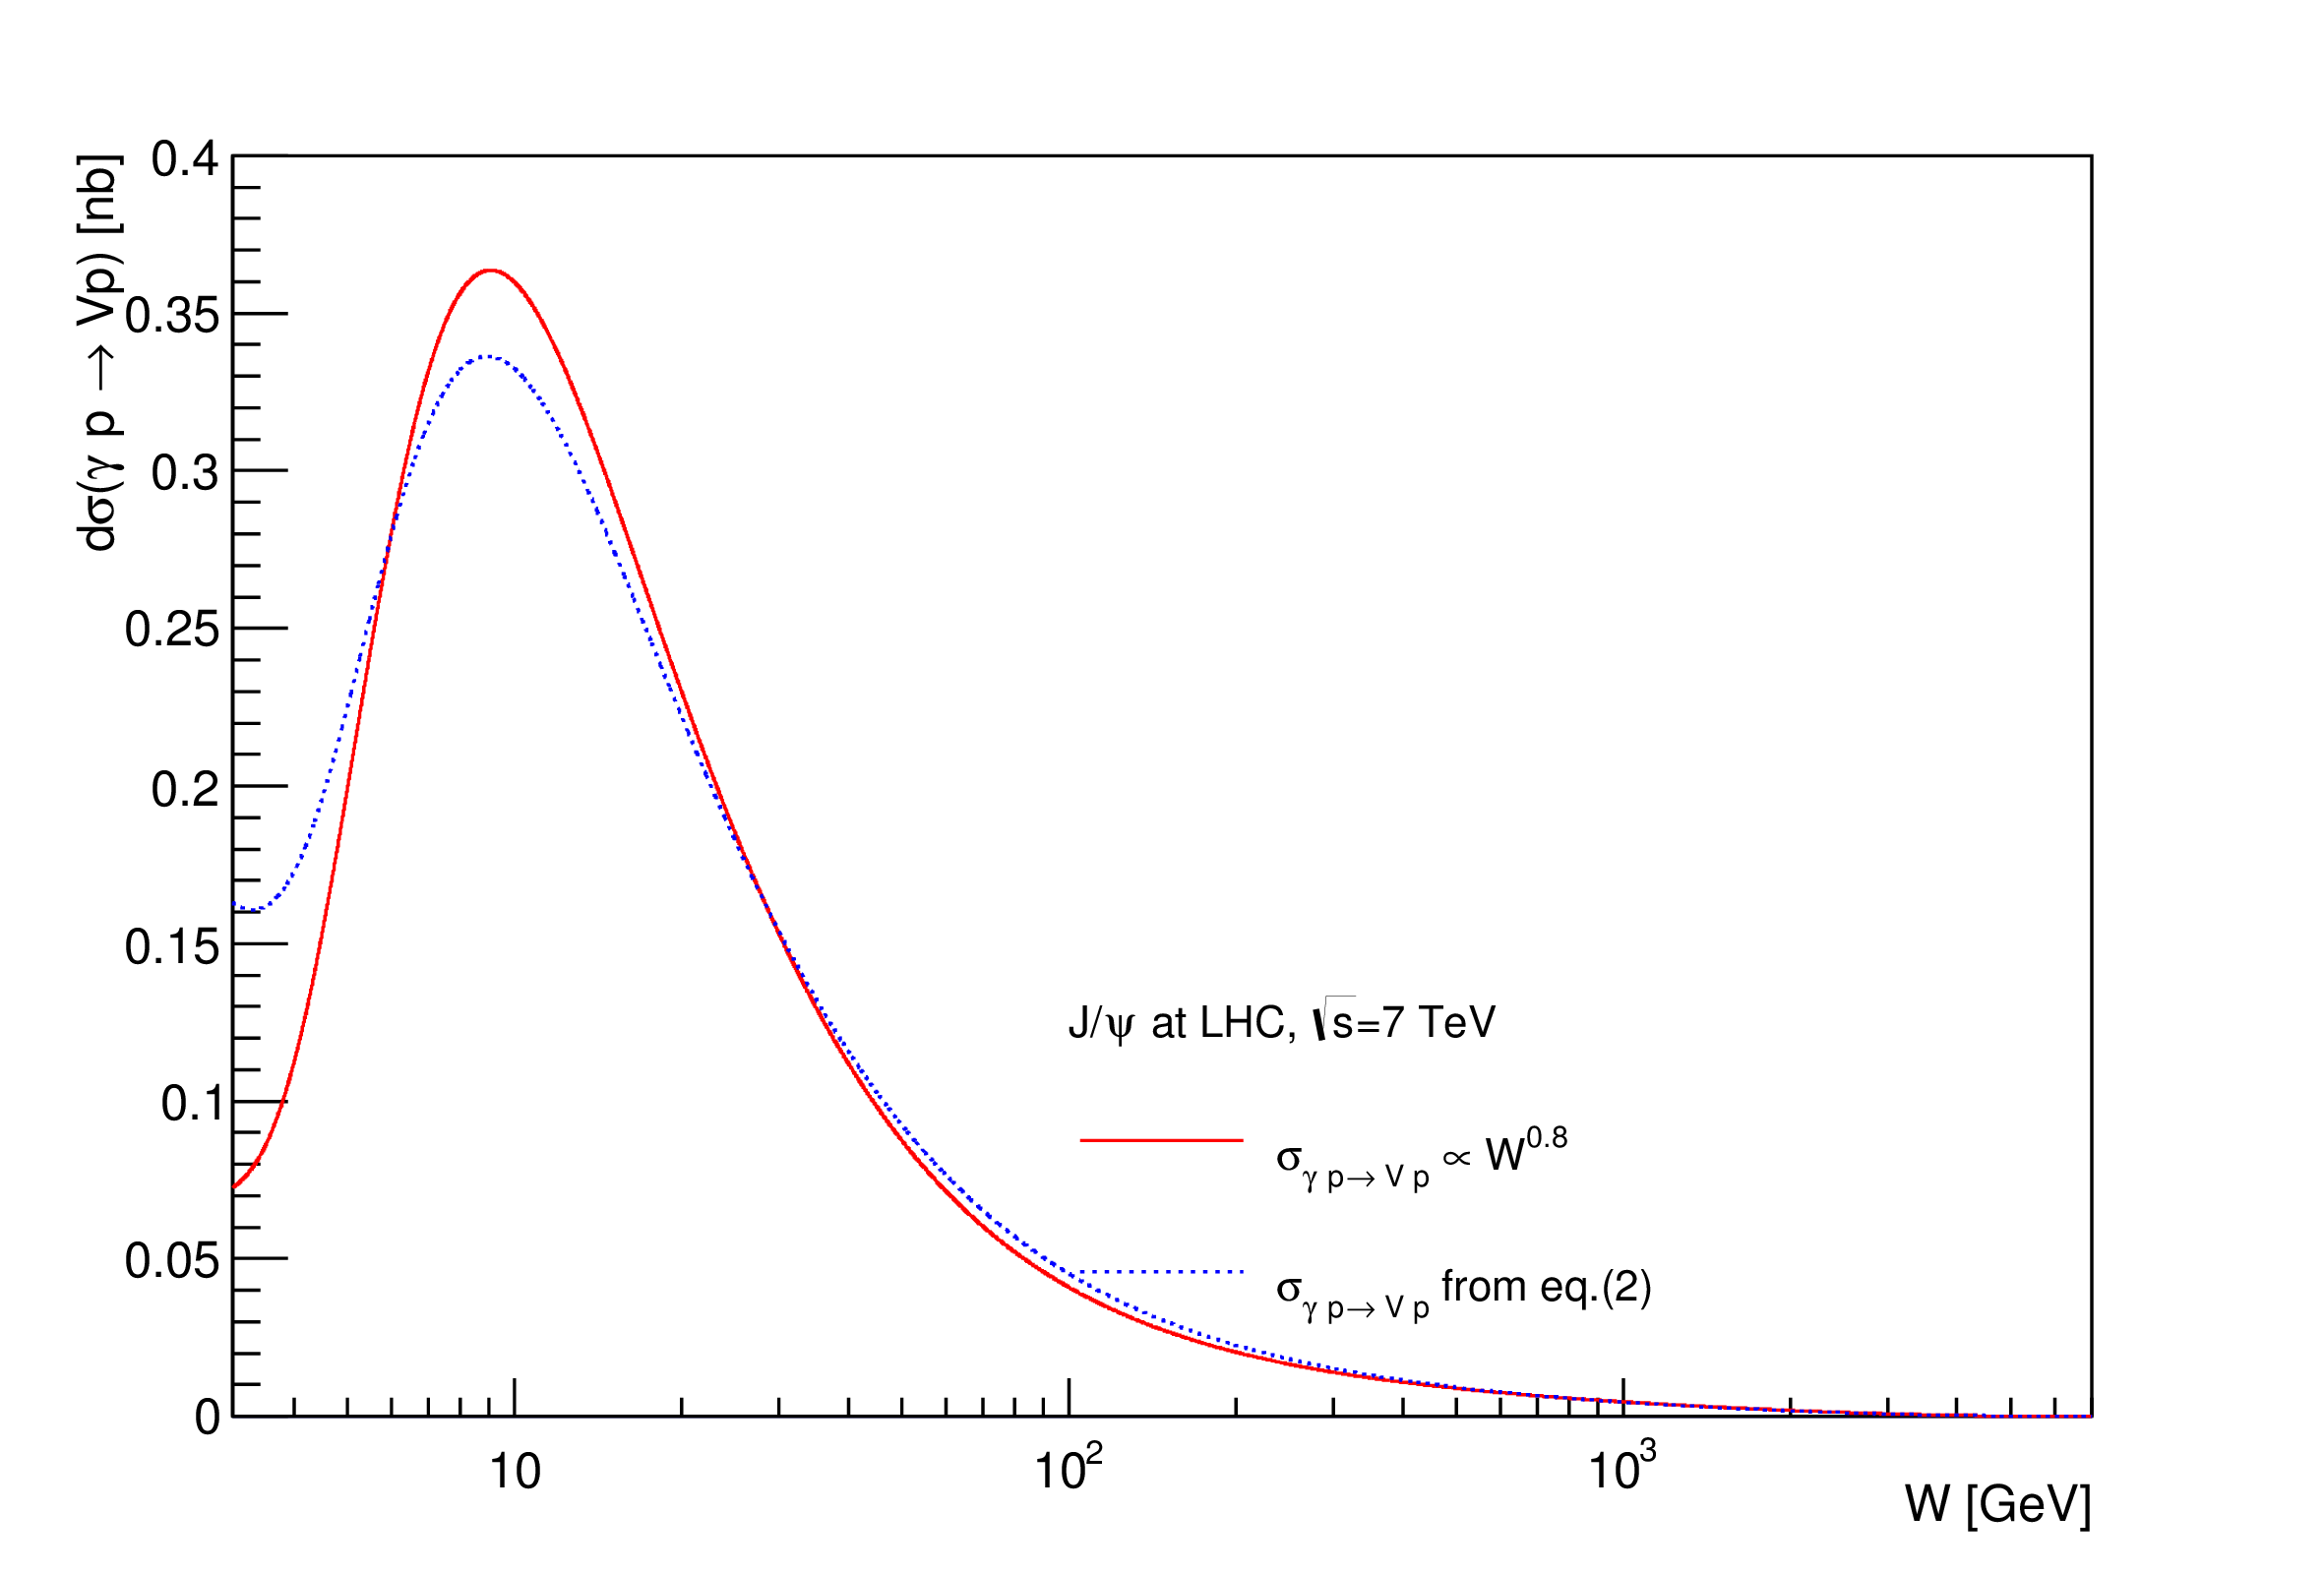 dσ(γ p → Vp) [nb]
0.4
0.35
0.3
0.25
0.2
0.15
0.1
0.05
0
J/ψ at LHC, √s=7 TeV
σγ p→ V p ∝ W^0.8
σγ p→ V p from eq.(2)
10 10² 10³
W [GeV]